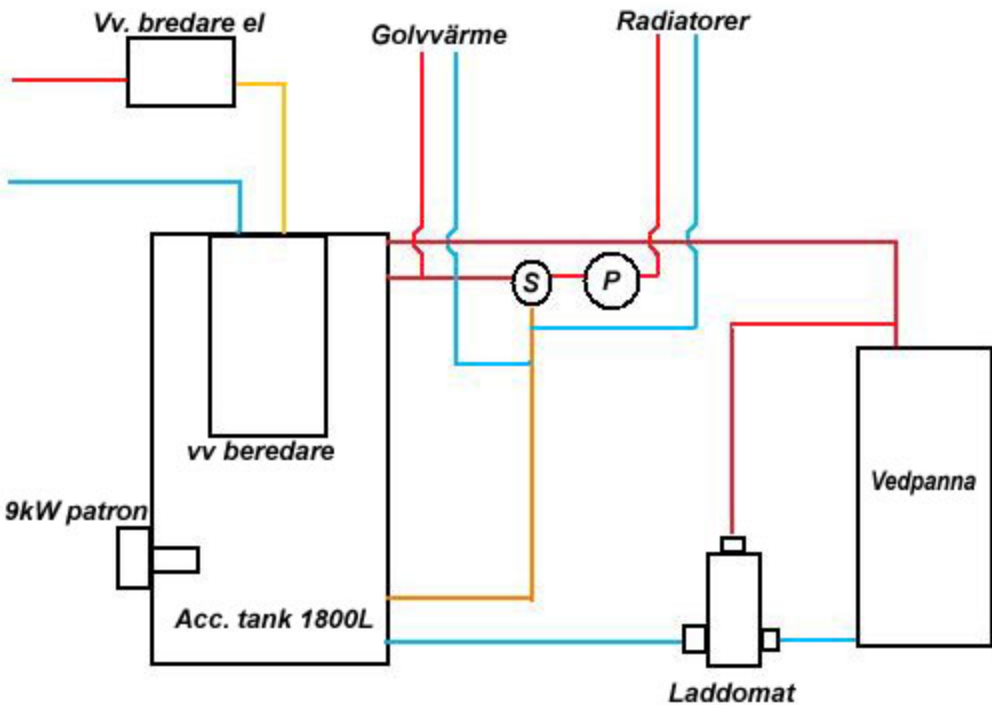 Vv. bredare el
Golvvärme
Radiatorer
S
P
vv beredare
Vedpanna
9kW patron
Acc. tank 1800L
Laddomat